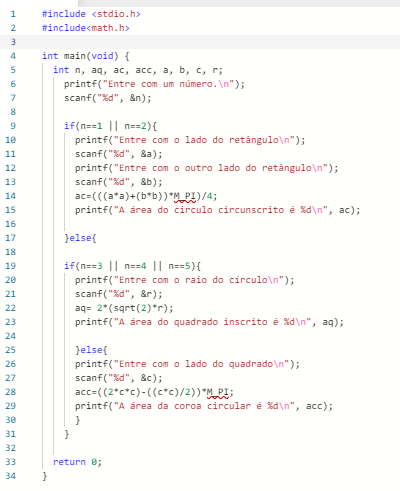 1 #include <stdio.h>
2 #include<math.h>
3
4 int main(void) {
5 int n, aq, ac, acc, a, b, c, r;
6 printf("Entre com um número.\n");
7 scanf("%d", &n);
8
9 if(n==1 || n==2){
10 printf("Entre com o lado do retângulo\n");
11 scanf("%d", &a);
12 printf("Entre com o outro lado do retângulo\n");
13 scanf("%d", &b);
14 ac=(((a*a)+(b*b))*M_PI)/4;
15 printf("A área do círculo circunscrito é %d\n", ac);
16
17 }else{
18
19 if(n==3 || n==4 || n==5){
20 printf("Entre com o raio do círculo\n");
21 scanf("%d", &r);
22 aq= 2*(sqrt(2)*r);
23 printf("A área do quadrado inscrito é %d\n", aq);
24
25 }else{
26 printf("Entre com o lado do quadrado\n");
27 scanf("%d", &c);
28 acc=((2*c*c)-((c*c)/2))*M_PI;
29 printf("A área da coroa circular é %d\n", acc);
30 }
31 }
32
33 return 0;
34 }